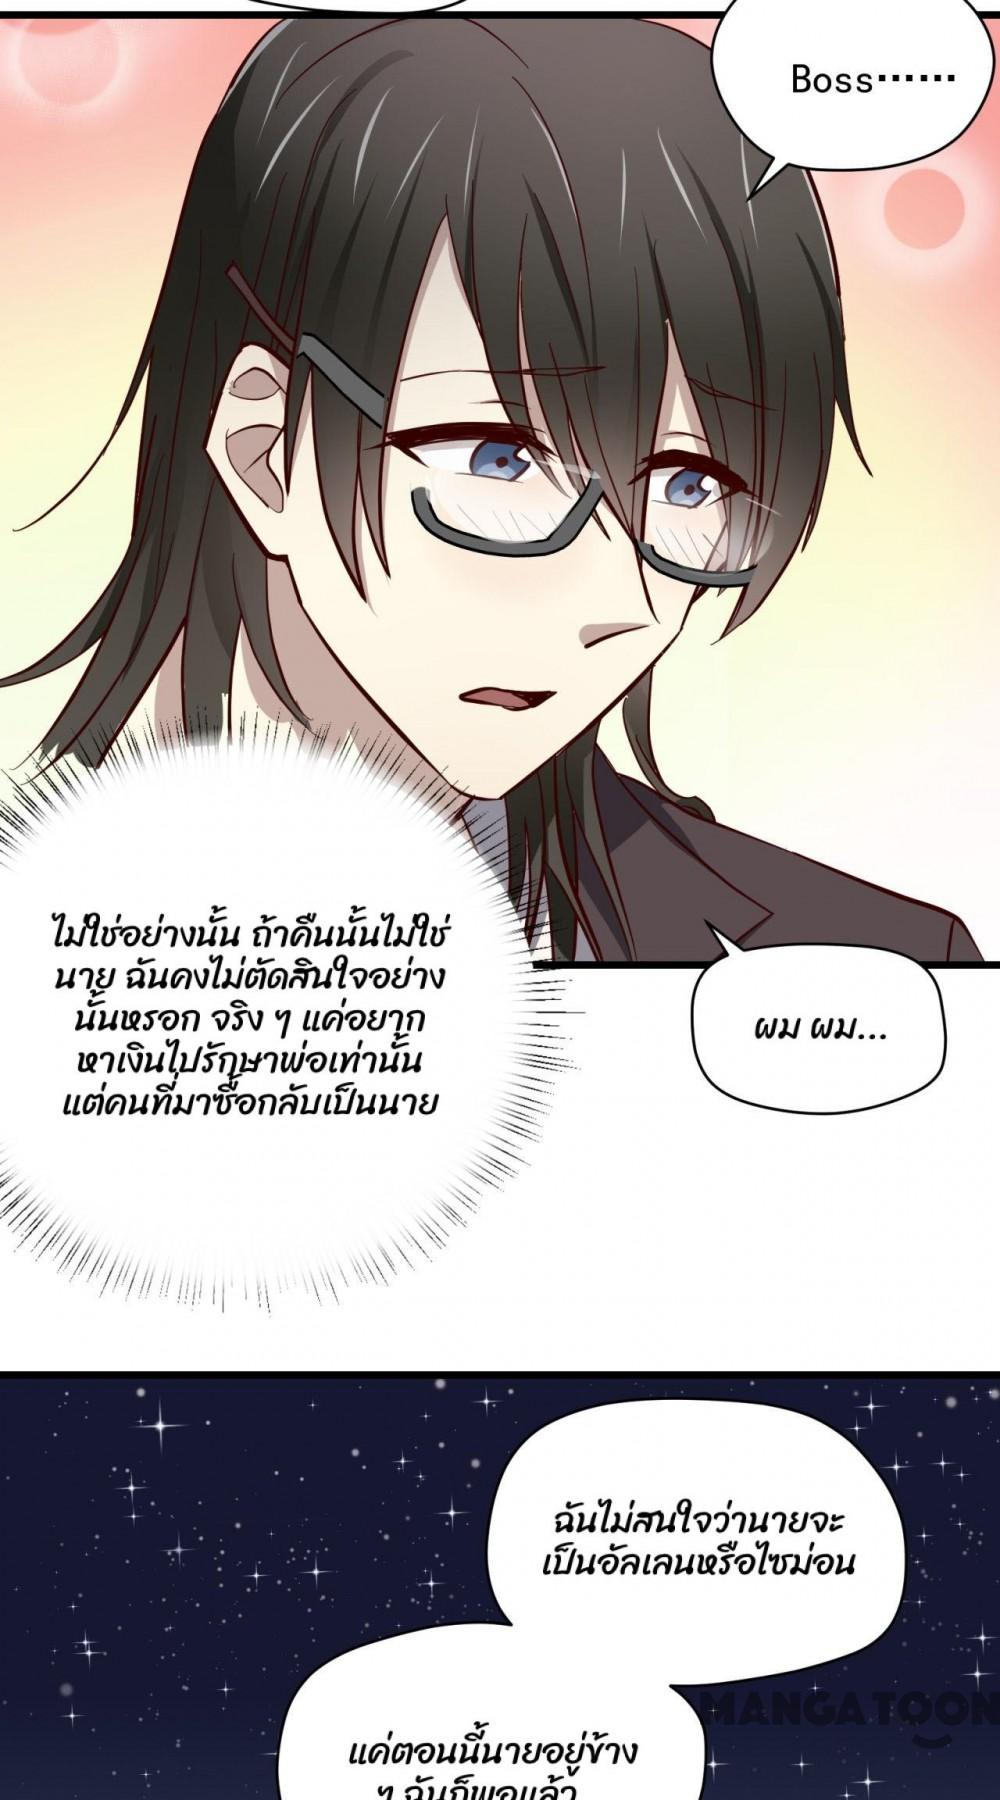 Boss……
ไม่ใช่อย่างนั้น ถ้าคืนนั้นไม่ใช่
นาย ฉันคงไม่ตัดสินใจอย่าง
นั้นหรอก จริง ๆ แค่อยาก
หาเงินไปรักษาพ่อเท่านั้น
แต่คนที่มาซื้อกลับเป็นนาย
ผม ผม...
ฉันไม่สนใจว่านายจะ
เป็นอัลเลนหรือไซม่อน
MANGATOON
แค่ตอนนี้นายอยู่ข้าง
ๆ ฉันก็พอแล้ว